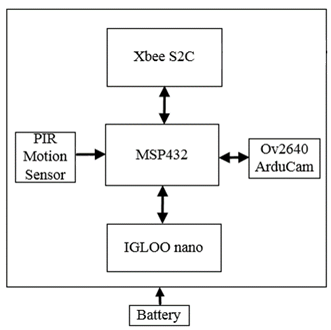 Xbee S2C
PIR
Motion
Sensor
MSP432
Ov2640
ArduCam
IGLOO nano
Battery